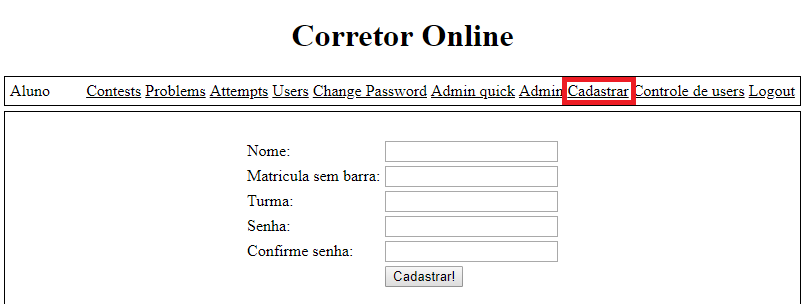 Corretor Online
Aluno Contests Problems Attempts Users Change Password Admin quick Admin Cadastrar Controle de users Logout
Nome:
Matricula sem barra:
Turma:
Senha:
Confirme senha:
Cadastrar!